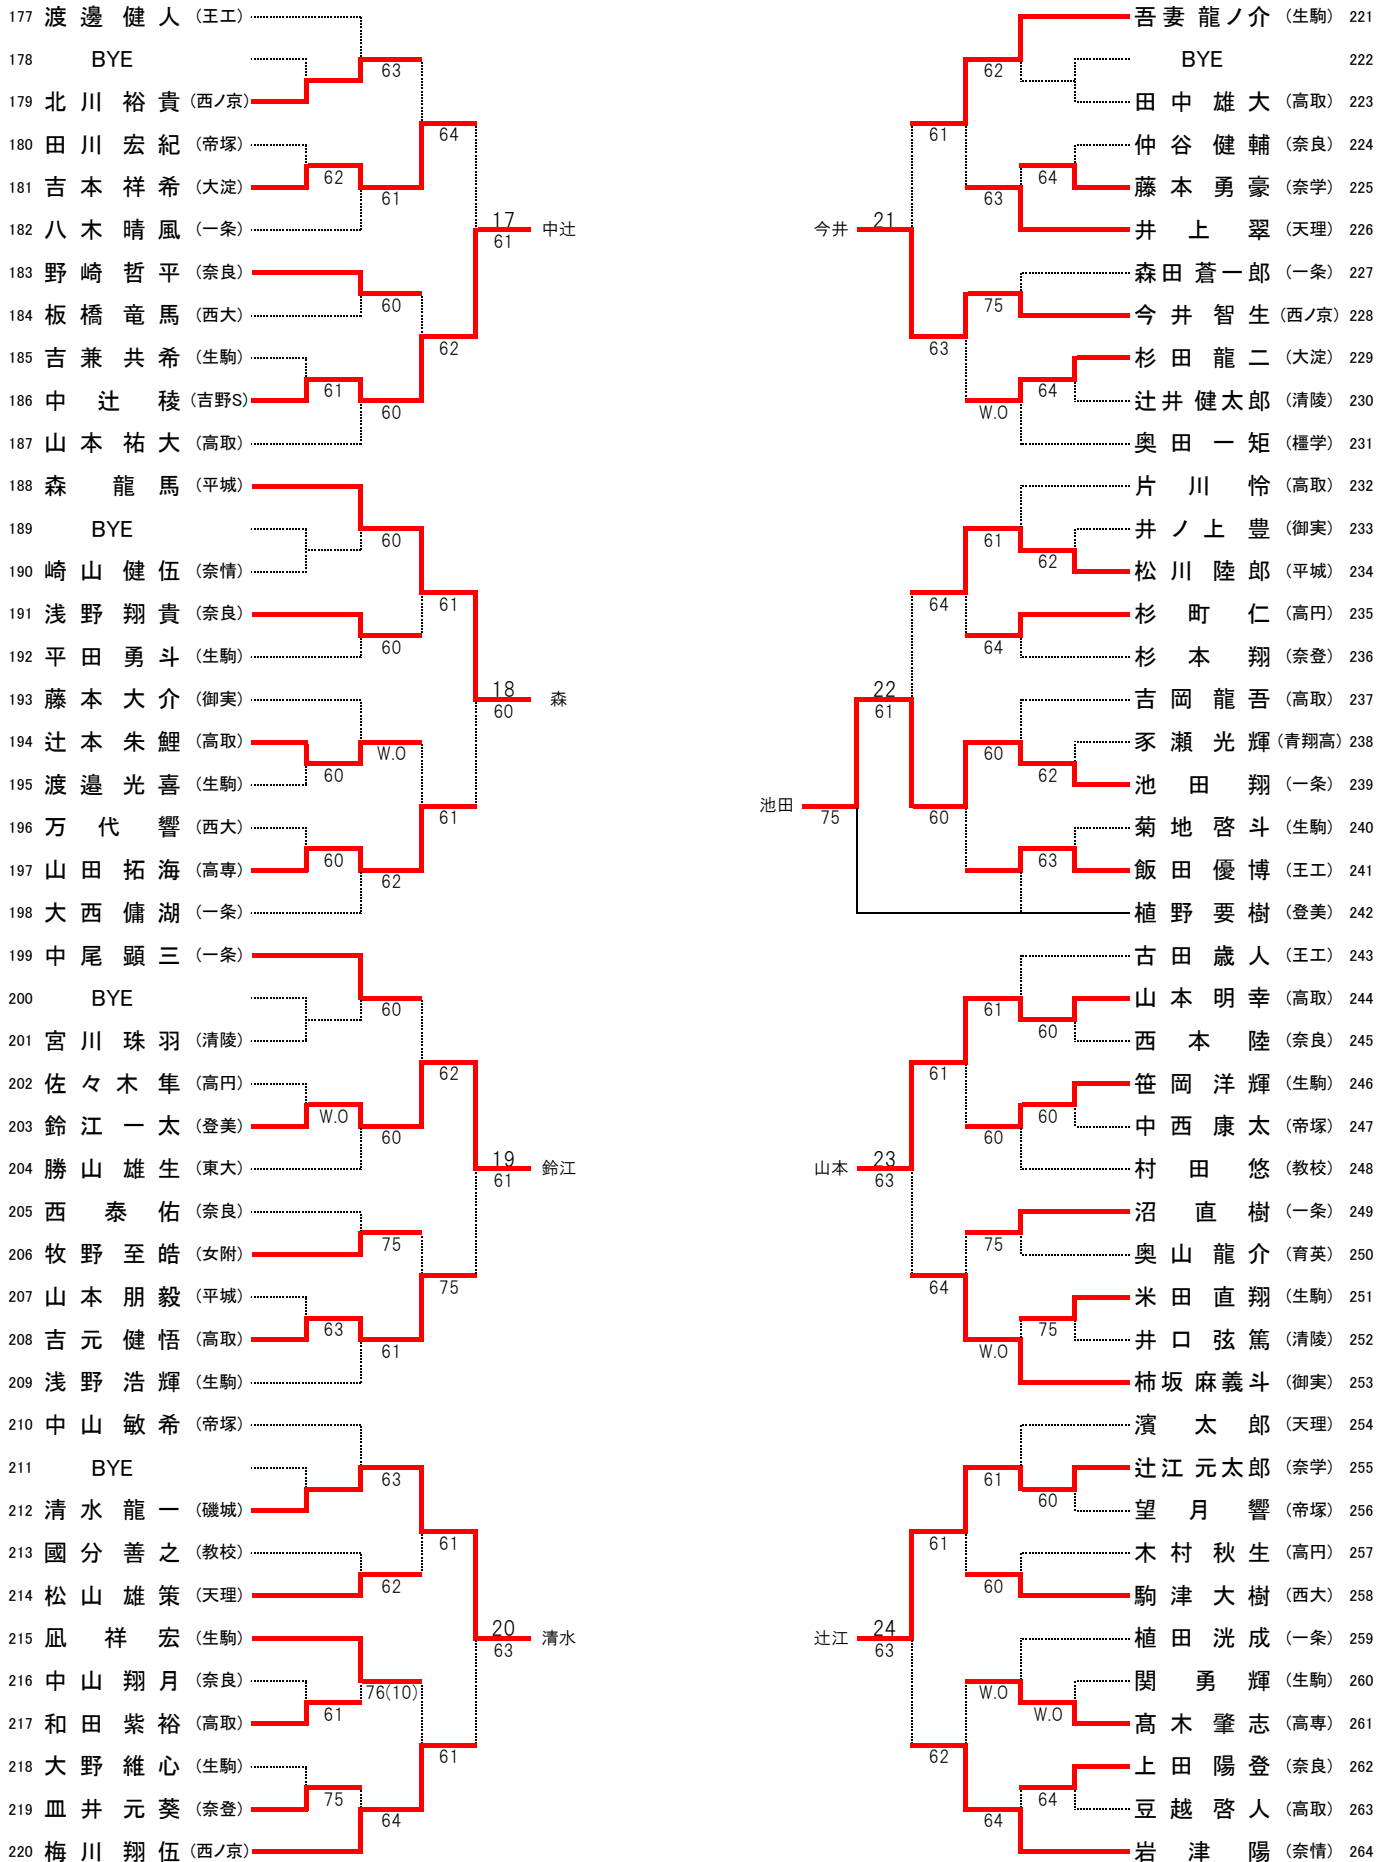 177 渡邊健人 (王工)
63
178 BYE
179 北川裕貴 (西ノ京)
64
180 田川宏紀 (帝塚)
62
181 吉本祥希 (大淀)
61
182 八木晴風 (一条)
17
61
中辻
183 野崎哲平 (奈良)
60
184 板橋竜馬 (西大)
62
185 吉兼共希 (生駒)
61
186 中辻稜 (吉野S)
60
187 山本祐大 (高取)
188 森龍馬 (平城)
60
189 BYE
190 崎山健伍 (奈情)
61
191 浅野翔貴 (奈良)
60
192 平田勇斗 (生駒)
18
60
森
193 藤本大介 (御実)
W.O
194 辻本朱鯉 (高取)
60
195 渡邉光喜 (生駒)
61
196 万代響 (西大)
60
197 山田拓海 (高専)
62
198 大西傭湖 (一条)
199 中尾顕三 (一条)
60
200 BYE
201 宮川珠羽 (清陵)
62
202 佐々木隼 (高円)
W.O
203 鈴江一太 (登美)
60
204 勝山雄生 (東大)
19
61
鈴江
205 西泰佑 (奈良)
75
206 牧野至皓 (女附)
75
207 山本朋毅 (平城)
63
208 吉元健悟 (高取)
61
209 浅野浩輝 (生駒)
210 中山敏希 (帝塚)
63
211 BYE
212 清水龍一 (磯城)
61
213 國分善之 (教校)
62
214 松山雄策 (天理)
20
63
清水
215 凪祥宏 (生駒)
76(10)
216 中山翔月 (奈良)
61
217 和田紫裕 (高取)
61
218 大野維心 (生駒)
75
219 皿井元葵 (奈登)
64
220 梅川翔伍 (西ノ京)
吾妻龍ノ介 (生駒) 221
62
BYE 222
田中雄大 (高取) 223
61
仲谷健輔 (奈良) 224
64
藤本勇豪 (奈学) 225
63
井上翠 (天理) 226
今井
21
森田蒼一郎 (一条) 227
75
今井智生 (西ノ京) 228
63
杉田龍二 (大淀) 229
64
辻井健太郎 (清陵) 230
W.O
奥田一矩 (橿学) 231
片川怜 (高取) 232
61
井ノ上豊 (御実) 233
62
松川陸郎 (平城) 234
64
杉町仁 (高円) 235
64
杉本翔 (奈登) 236
22
61
吉岡龍吾 (高取) 237
60
豕瀬光輝 (青翔高) 238
62
池田翔 (一条) 239
池田
75
60
菊地啓斗 (生駒) 240
63
飯田優博 (王工) 241
植野要樹 (登美) 242
古田歳人 (王工) 243
61
山本明幸 (高取) 244
60
西本陸 (奈良) 245
61
笹岡洋輝 (生駒) 246
60
中西康太 (帝塚) 247
60
村田悠 (教校) 248
山本
23
63
沼直樹 (一条) 249
75
奥山龍介 (育英) 250
64
米田直翔 (生駒) 251
75
井口弦篤 (清陵) 252
W.O
柿坂麻義斗 (御実) 253
濱太郎 (天理) 254
61
辻江元太郎 (奈学) 255
60
望月響 (帝塚) 256
61
木村秋生 (高円) 257
60
駒津大樹 (西大) 258
辻江
24
63
植田洸成 (一条) 259
W.O
関勇輝 (生駒) 260
W.O
髙木肇志 (高専) 261
62
上田陽登 (奈良) 262
64
豆越啓人 (高取) 263
64
岩津陽 (奈情) 264